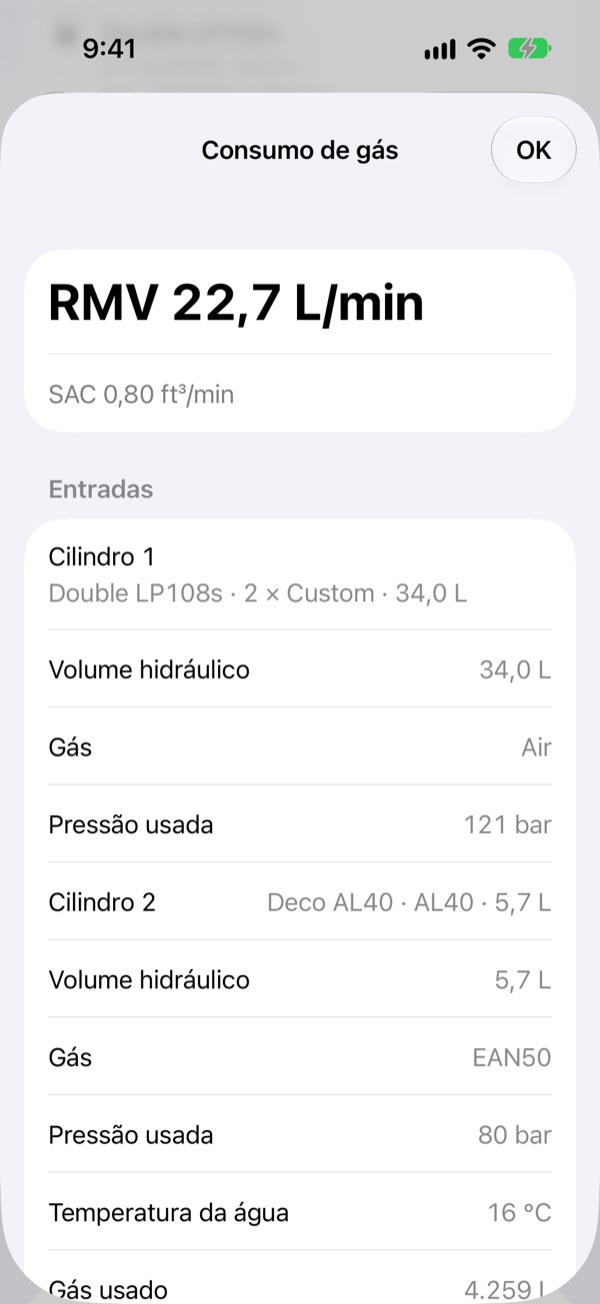 9:41
Consumo de gás
OK
RMV 22,7 L/min
SAC 0,80 ft³/min
Entradas
Cilindro 1
Double LP108s · 2 × Custom · 34,0 L
Volume hidráulico 34,0 L
Gás Air
Pressão usada 121 bar
Cilindro 2 Deco AL40 · AL40 · 5,7 L
Volume hidráulico 5,7 L
Gás EAN50
Pressão usada 80 bar
Temperatura da água 16 °C
Gás usado 4.259 L